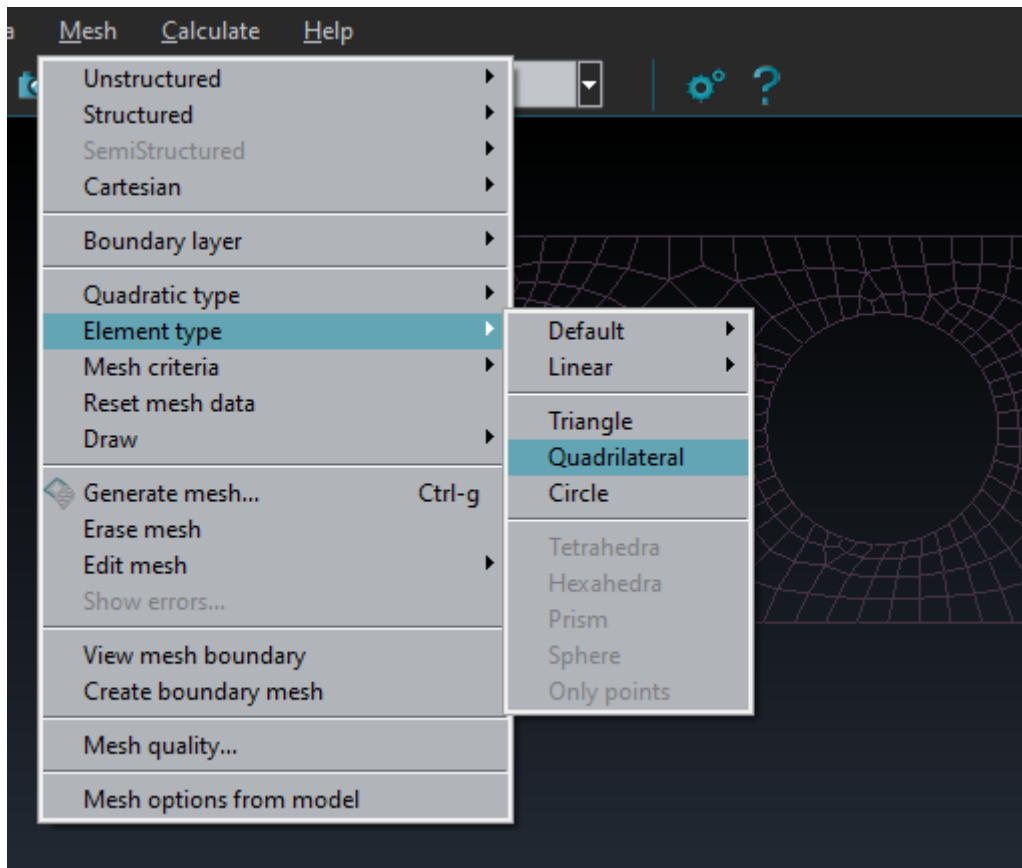 Mesh Calculate Help
Unstructured
Structured
SemiStructured
Cartesian
Boundary layer
Quadratic type
Element type
Mesh criteria
Reset mesh data
Draw
Generate mesh... Ctrl-g
Erase mesh
Edit mesh
Show errors...
View mesh boundary
Create boundary mesh
Mesh quality...
Mesh options from model
Default
Linear
Triangle
Quadrilateral
Circle
Tetrahedra
Hexahedra
Prism
Sphere
Only points